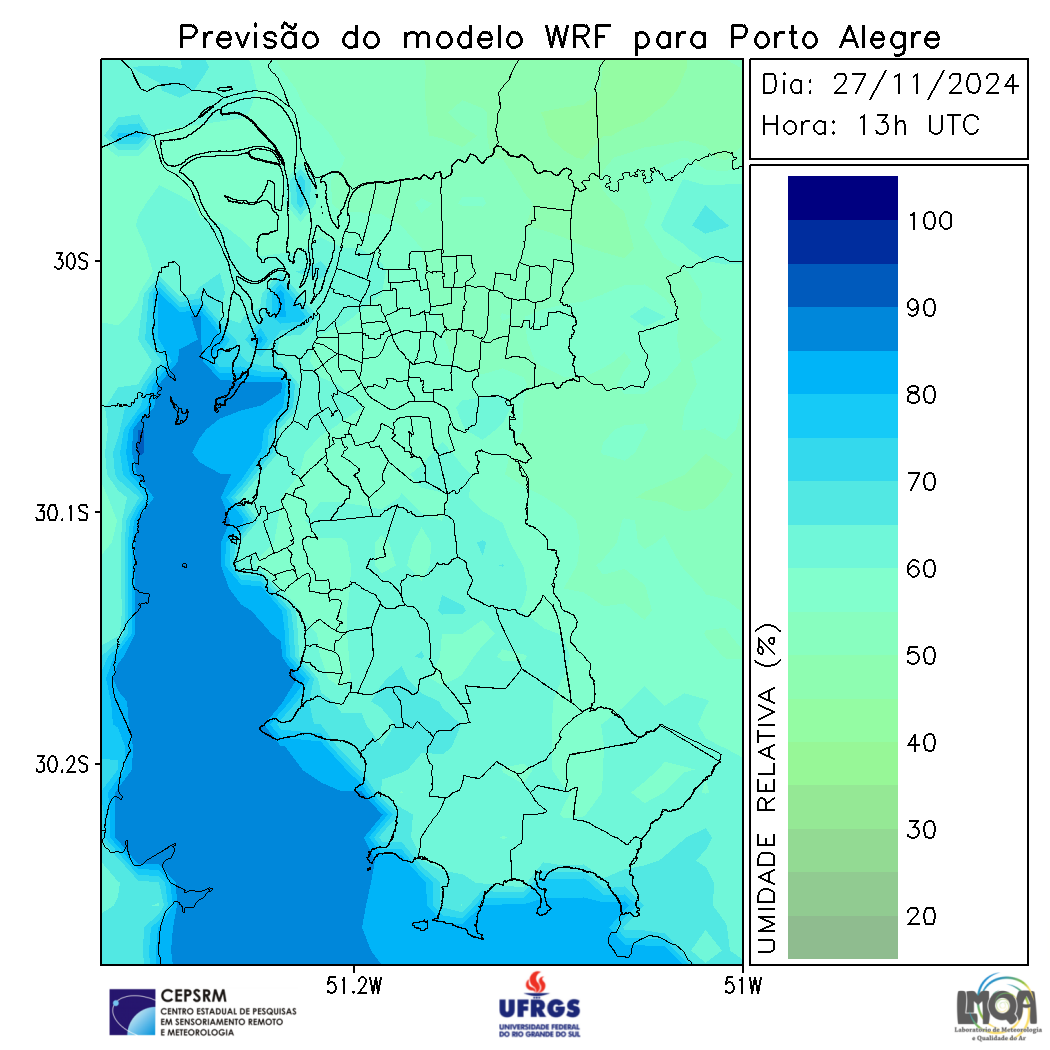 Previsão do modelo WRF para Porto Alegre
Dia: 27/11/2024
Hora: 13h UTC
30S
30.1S
30.2S
51.2W
51W
100
90
80
70
60
50
40
30
20
UMIDADE RELATIVA (%)
CEPSRM
CENTRO ESTADUAL DE PESQUISAS
EM SENSORIAMENTO REMOTO
E METEOROLOGIA
UFRGS
UNIVERSIDADE FEDERAL
DO RIO GRANDE DO SUL
LMQA
Laboratório de Meteorologia
e Qualidade do Ar